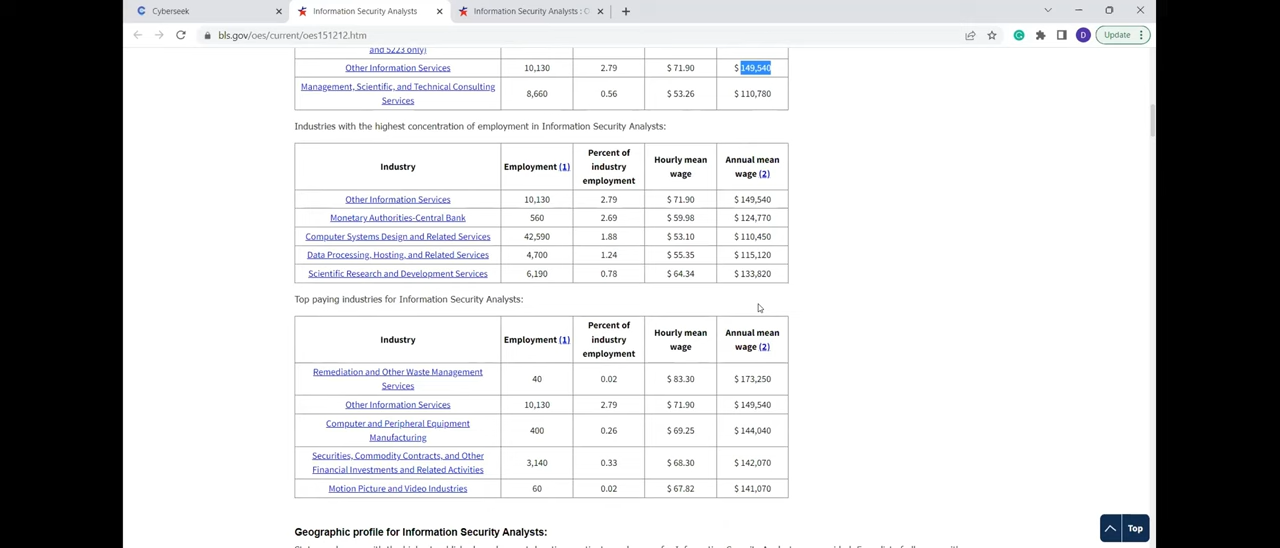 Cyberseek
Information Security Analysts
Information Security Analysts : O
bls.gov/oes/current/oes151212.htm
D
Update
and 5223 only)
Other Information Services 10,130 2.79 $ 71.90 $ 149,540
Management, Scientific, and Technical Consulting
Services 8,660 0.56 $ 53.26 $ 110,780
Industries with the highest concentration of employment in Information Security Analysts:
Industry Employment (1) Percent of industry employment Hourly mean wage Annual mean wage (2)
Other Information Services 10,130 2.79 $ 71.90 $ 149,540
Monetary Authorities-Central Bank 560 2.69 $ 59.98 $ 124,770
Computer Systems Design and Related Services 42,590 1.88 $ 53.10 $ 110,450
Data Processing, Hosting, and Related Services 4,700 1.24 $ 55.35 $ 115,120
Scientific Research and Development Services 6,190 0.78 $ 64.34 $ 133,820
Top paying industries for Information Security Analysts:
Industry Employment (1) Percent of industry employment Hourly mean wage Annual mean wage (2)
Remediation and Other Waste Management
Services 40 0.02 $ 83.30 $ 173,250
Other Information Services 10,130 2.79 $ 71.90 $ 149,540
Computer and Peripheral Equipment
Manufacturing 400 0.26 $ 69.25 $ 144,040
Securities, Commodity Contracts, and Other
Financial Investments and Related Activities 3,140 0.33 $ 68.30 $ 142,070
Motion Picture and Video Industries 60 0.02 $ 67.82 $ 141,070
Top
Geographic profile for Information Security Analysts: